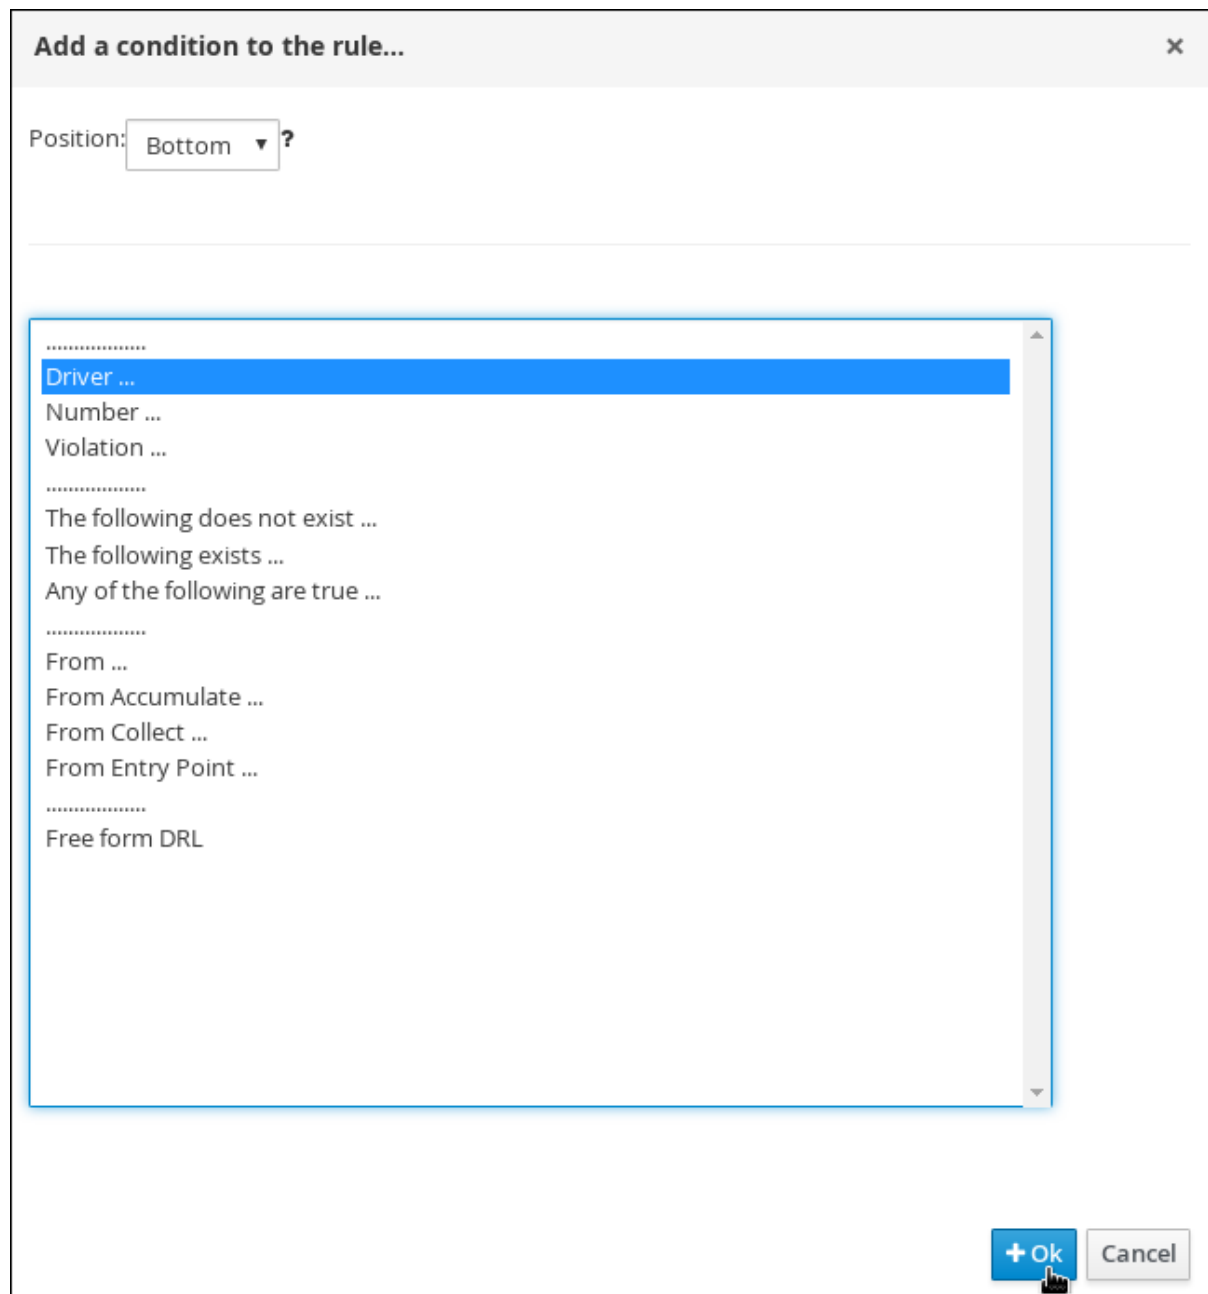 Add a condition to the rule...
×
Position: Bottom ▼ ?
..................
Driver ...
Number ...
Violation ...
..................
The following does not exist ...
The following exists ...
Any of the following are true ...
..................
From ...
From Accumulate ...
From Collect ...
From Entry Point ...
..................
Free form DRL
+ Ok Cancel